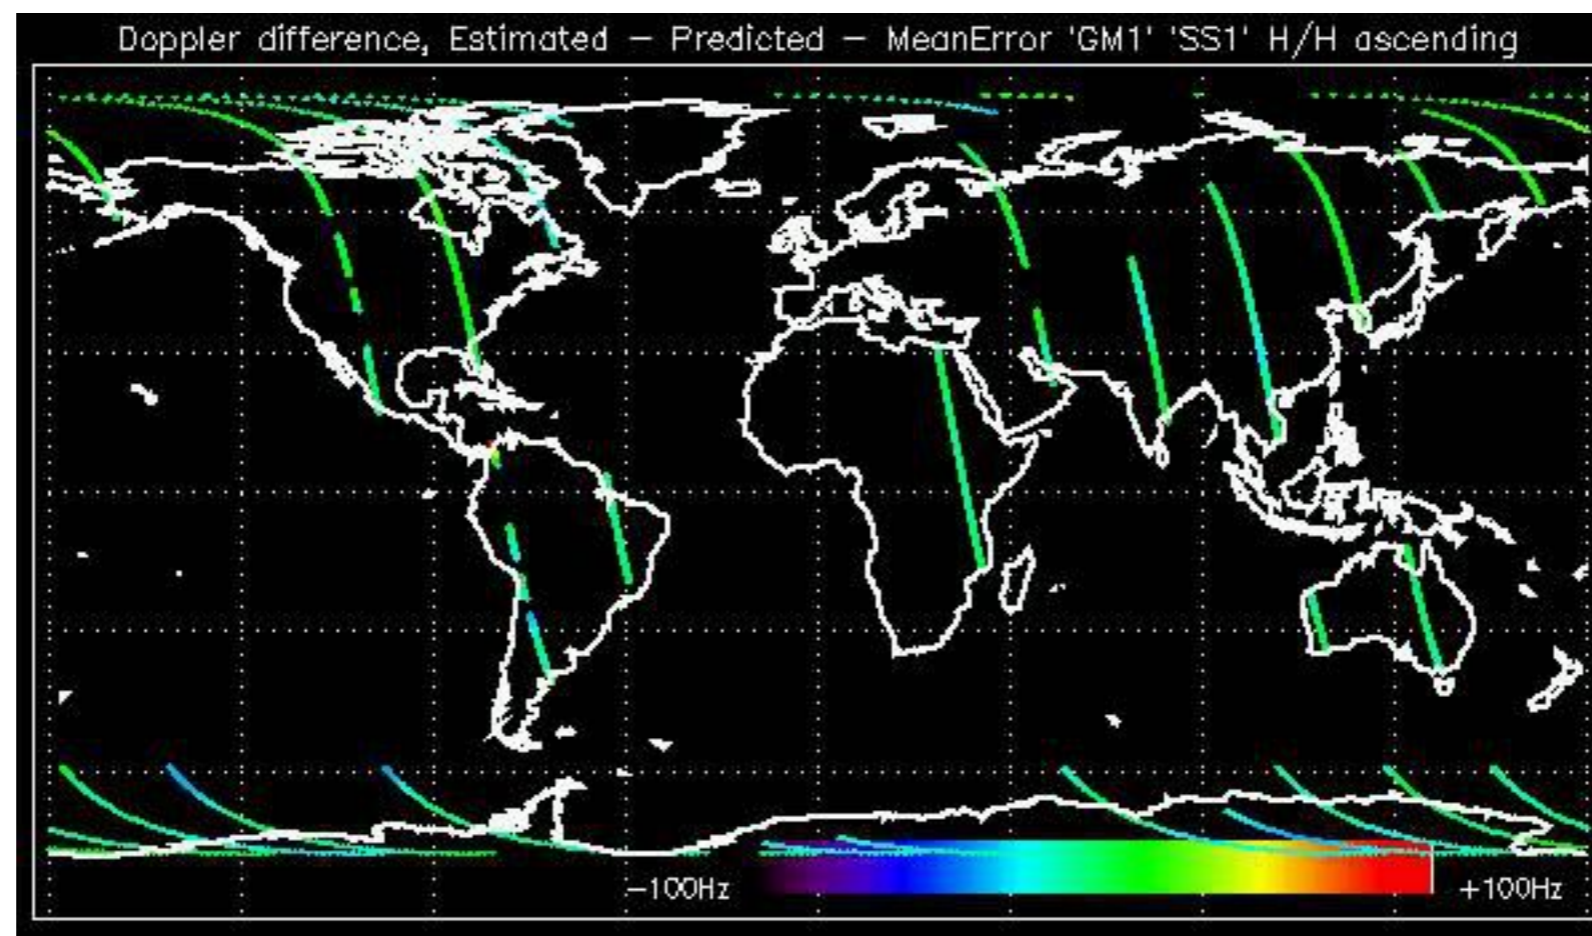 Doppler difference, Estimated – Predicted – MeanError 'GM1' 'SS1' H/H ascending
–100Hz
+100Hz